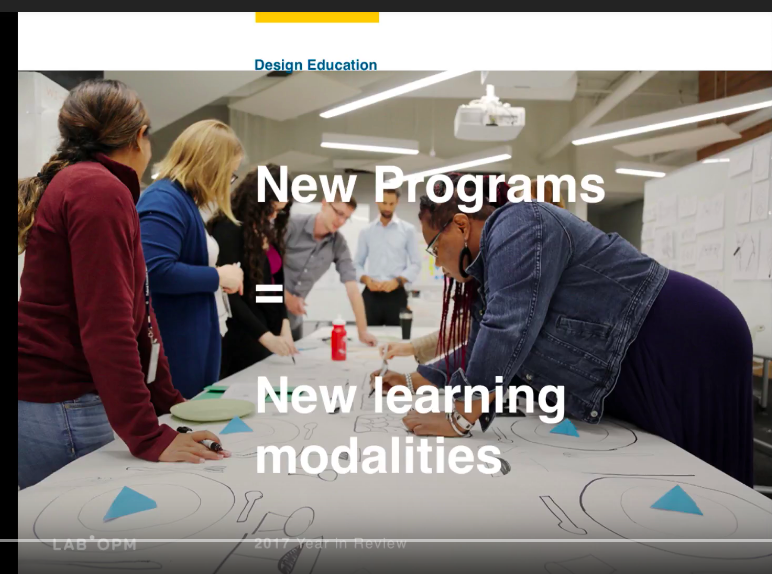 Design Education
New Programs
=
New learning
modalities
LAB OPM
2017 Year in Review